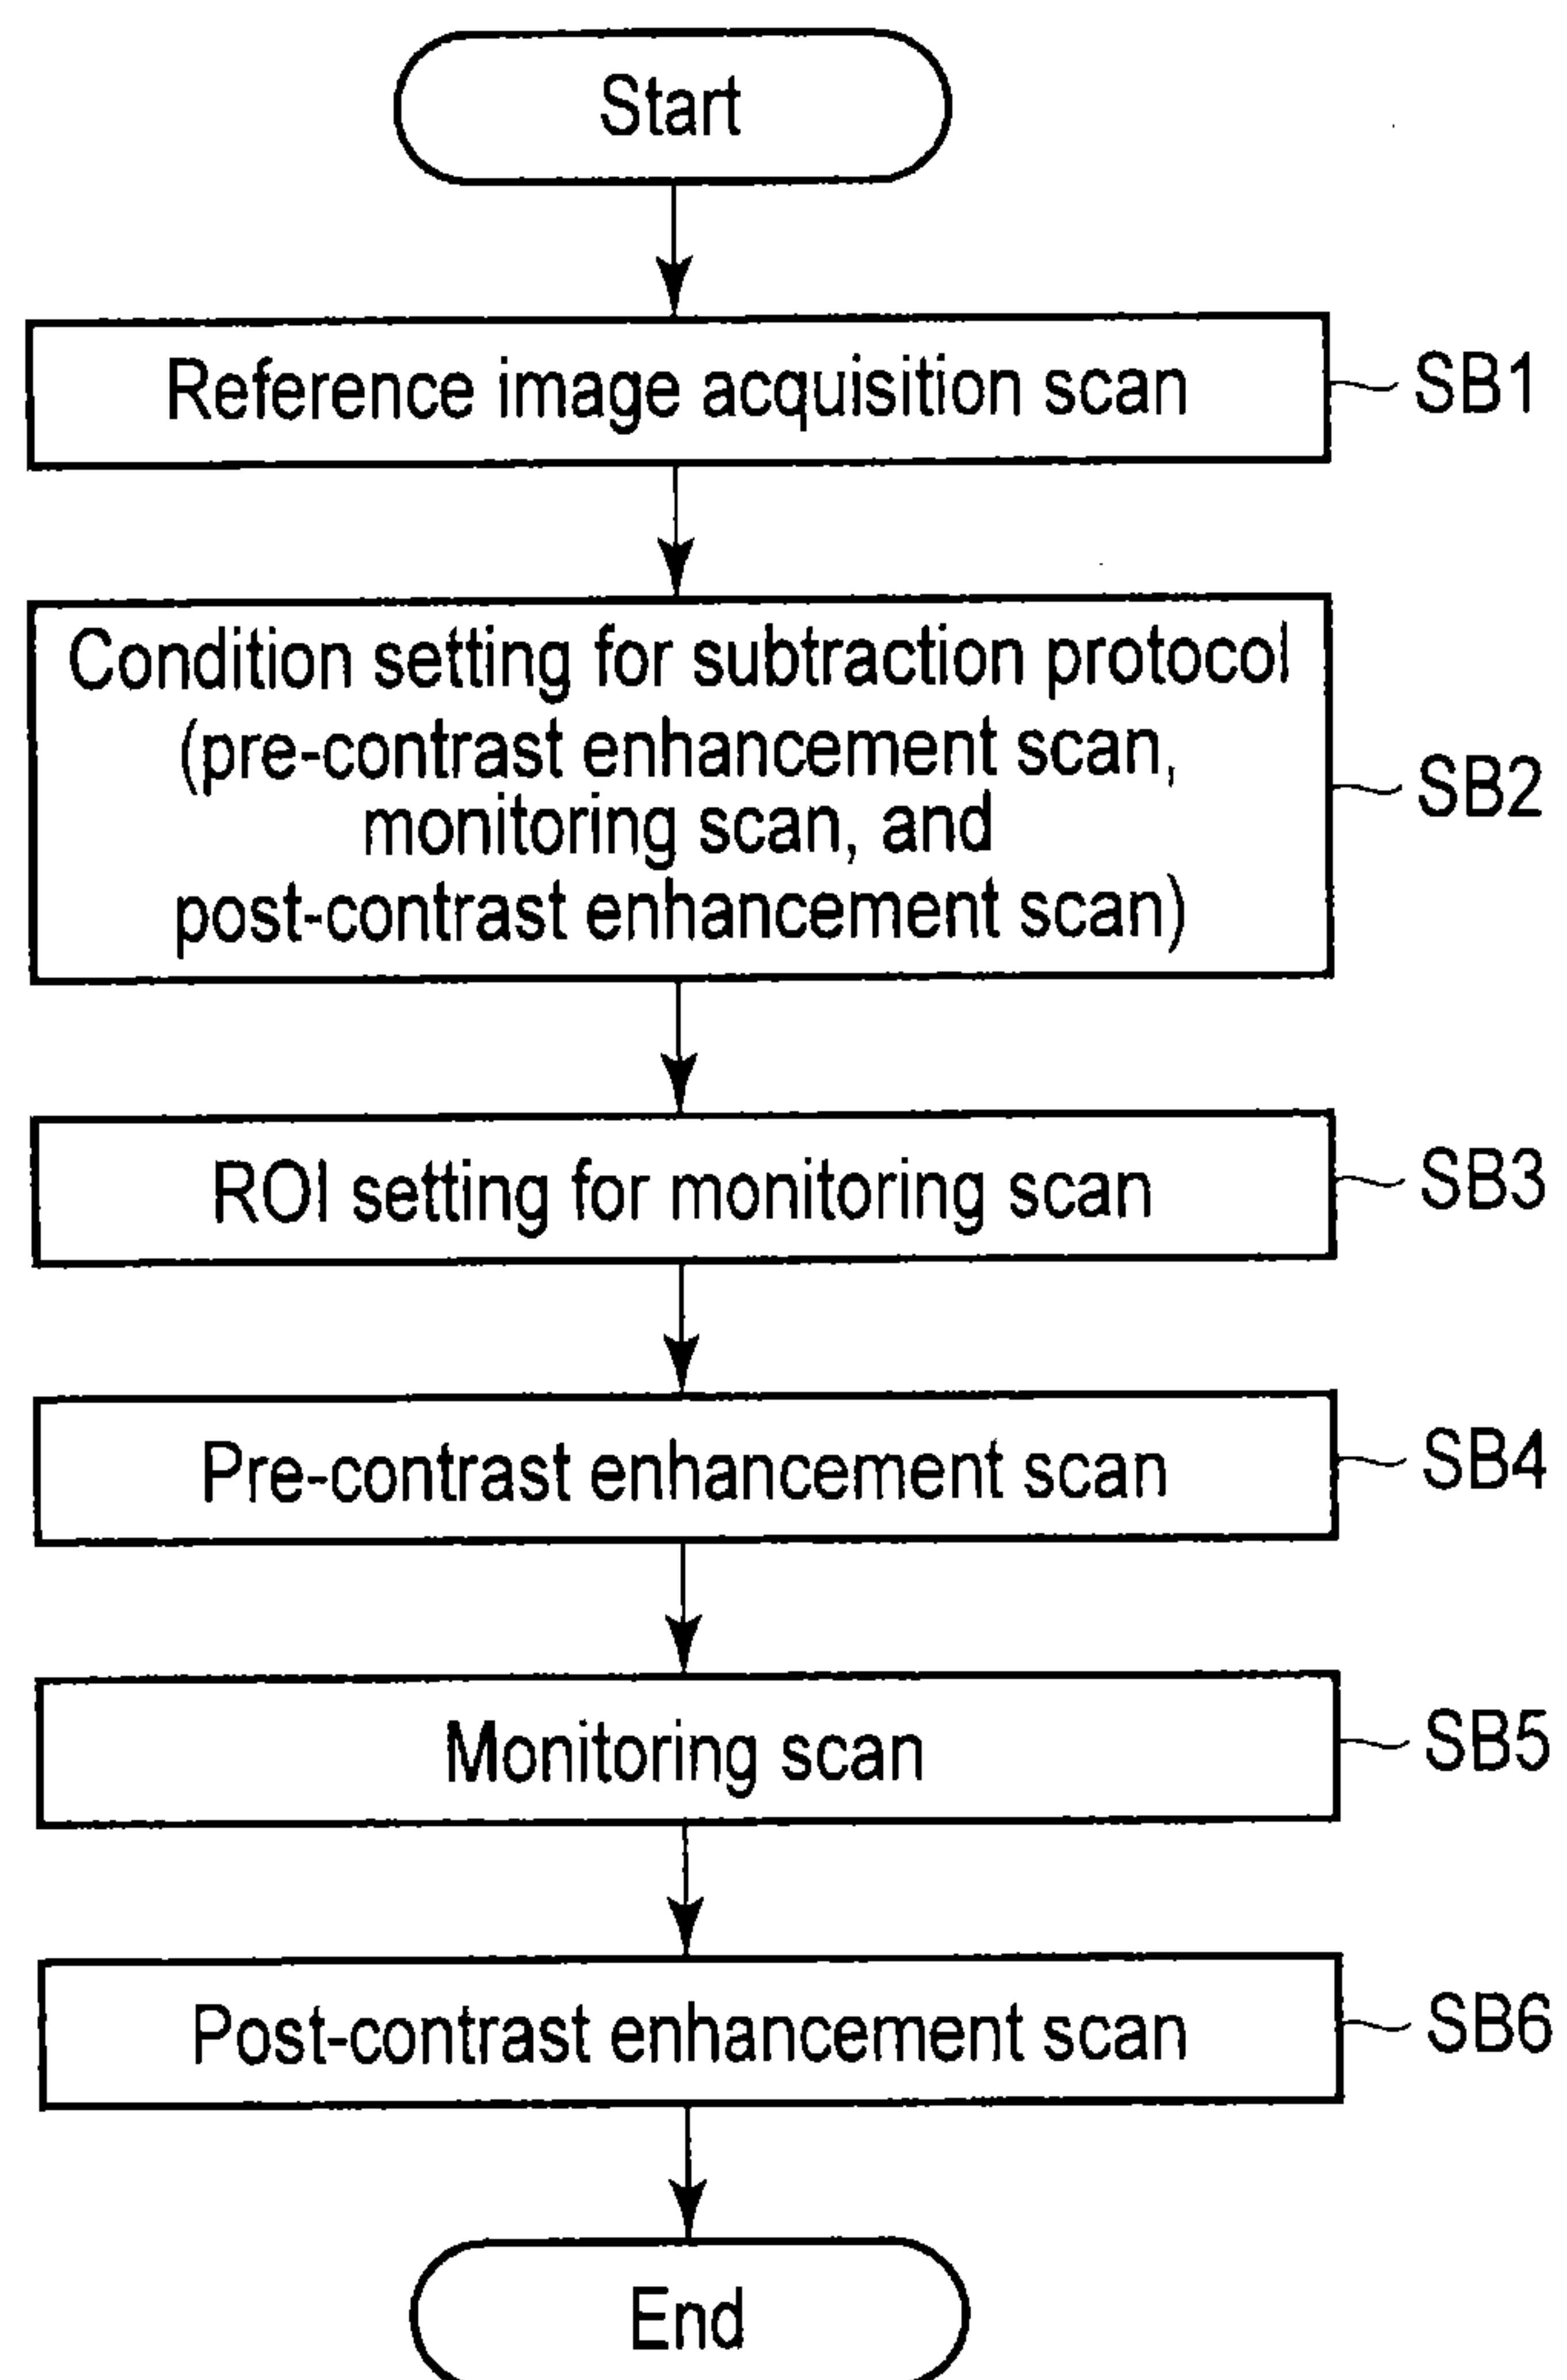 Start
Reference image acquisition scan
SB1
Condition setting for subtraction protocol
(pre-contrast enhancement scan,
monitoring scan, and
post-contrast enhancement scan)
SB2
ROI setting for monitoring scan
SB3
Pre-contrast enhancement scan
SB4
Monitoring scan
SB5
Post-contrast enhancement scan
SB6
End